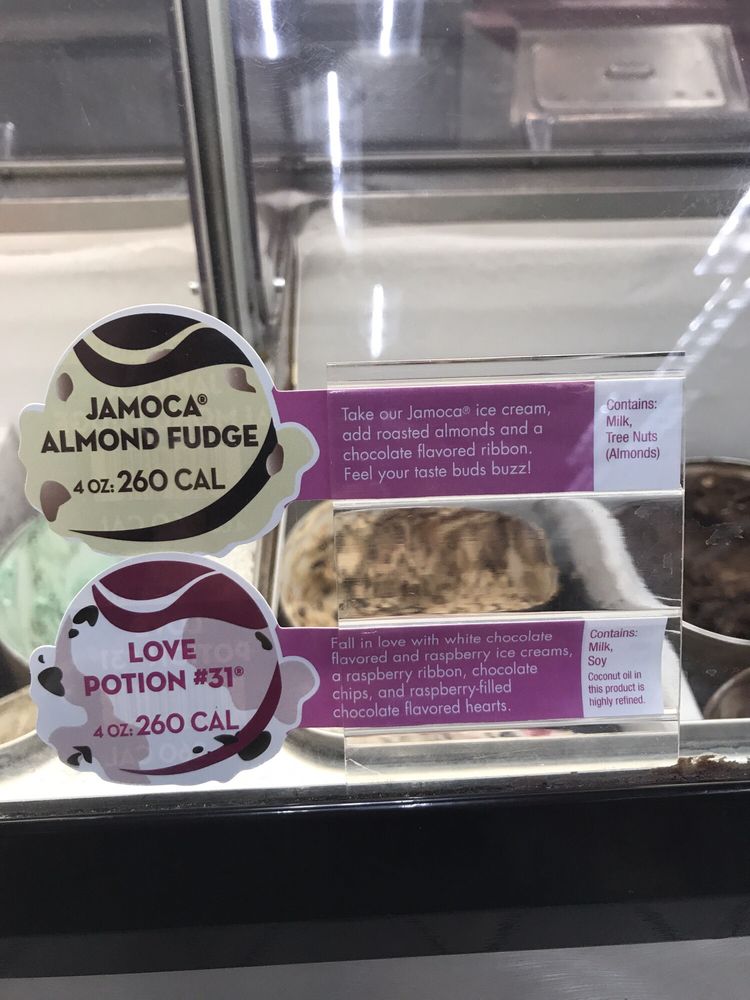 JAMOCA®
ALMOND FUDGE
4 OZ: 260 CAL
Take our Jamoca® ice cream,
add roasted almonds and a
chocolate flavored ribbon.
Feel your taste buds buzz!
Contains:
Milk,
Tree Nuts
(Almonds)
LOVE
POTION #31®
4 OZ: 260 CAL
Fall in love with white chocolate
flavored and raspberry ice creams,
a raspberry ribbon, chocolate
chips, and raspberry-filled
chocolate flavored hearts.
Contains:
Milk,
Soy
Coconut oil in
this product is
highly refined.